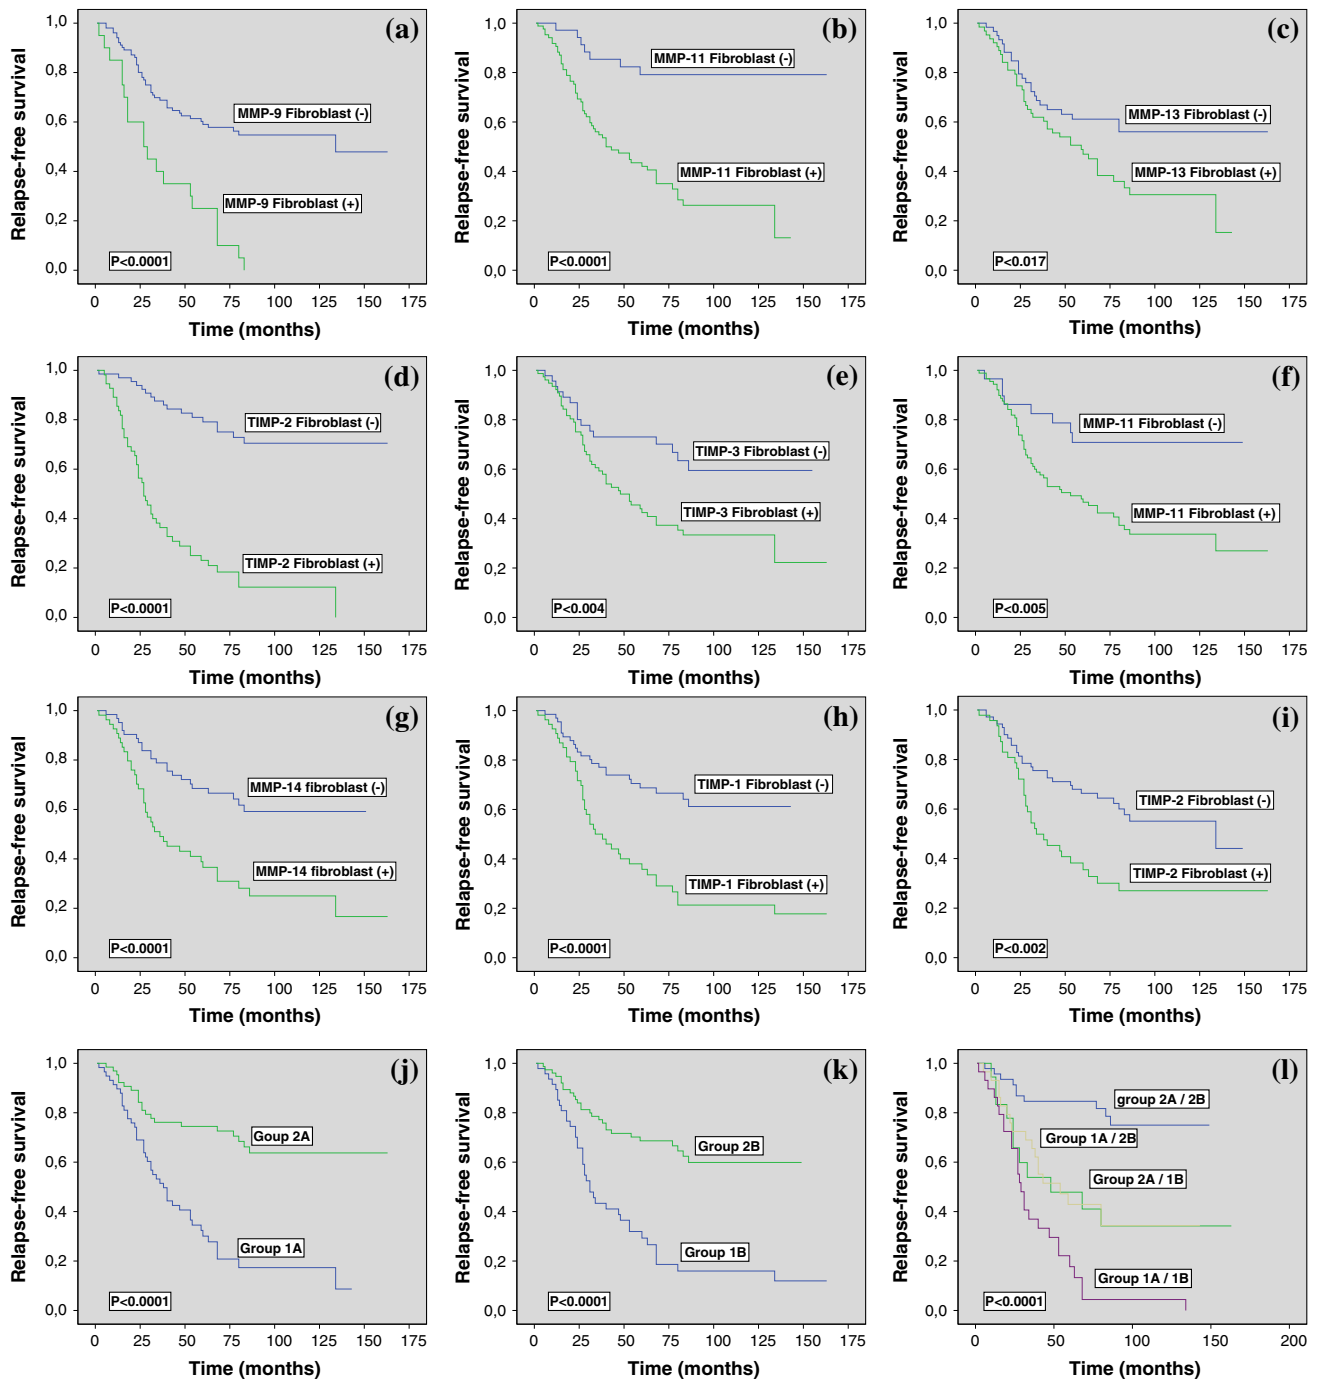 (a)
Relapse-free survival
1,0
0,8
0,6
0,4
0,2
0,0
MMP-9 Fibroblast (-)
MMP-9 Fibroblast (+)
P<0.0001
0 25 50 75 100 125 150 175
Time (months)
(b)
Relapse-free survival
1,0
0,8
0,6
0,4
0,2
0,0
MMP-11 Fibroblast (-)
MMP-11 Fibroblast (+)
P<0.0001
0 25 50 75 100 125 150 175
Time (months)
(c)
Relapse-free survival
1,0
0,8
0,6
0,4
0,2
0,0
MMP-13 Fibroblast (-)
MMP-13 Fibroblast (+)
P<0.017
0 25 50 75 100 125 150 175
Time (months)
(d)
Relapse-free survival
1,0
0,8
0,6
0,4
0,2
0,0
TIMP-2 Fibroblast (-)
TIMP-2 Fibroblast (+)
P<0.0001
0 25 50 75 100 125 150 175
Time (months)
(e)
Relapse-free survival
1,0
0,8
0,6
0,4
0,2
0,0
TIMP-3 Fibroblast (-)
TIMP-3 Fibroblast (+)
P<0.004
0 25 50 75 100 125 150 175
Time (months)
(f)
Relapse-free survival
1,0
0,8
0,6
0,4
0,2
0,0
MMP-11 Fibroblast (-)
MMP-11 Fibroblast (+)
P<0.005
0 25 50 75 100 125 150 175
Time (months)
(g)
Relapse-free survival
1,0
0,8
0,6
0,4
0,2
0,0
MMP-14 fibroblast (-)
MMP-14 fibroblast (+)
P<0.0001
0 25 50 75 100 125 150 175
Time (months)
(h)
Relapse-free survival
1,0
0,8
0,6
0,4
0,2
0,0
TIMP-1 Fibroblast (-)
TIMP-1 Fibroblast (+)
P<0.0001
0 25 50 75 100 125 150 175
Time (months)
(i)
Relapse-free survival
1,0
0,8
0,6
0,4
0,2
0,0
TIMP-2 Fibroblast (-)
TIMP-2 Fibroblast (+)
P<0.002
0 25 50 75 100 125 150 175
Time (months)
(j)
Relapse-free survival
1,0
0,8
0,6
0,4
0,2
0,0
Goup 2A
Group 1A
P<0.0001
0 25 50 75 100 125 150 175
Time (months)
(k)
Relapse-free survival
1,0
0,8
0,6
0,4
0,2
0,0
Group 2B
Group 1B
P<0.0001
0 25 50 75 100 125 150 175
Time (months)
(l)
Relapse-free survival
1,0
0,8
0,6
0,4
0,2
0,0
group 2A / 2B
Group 1A / 2B
Group 2A / 1B
Group 1A / 1B
P<0.0001
0 50 100 150 200
Time (months)